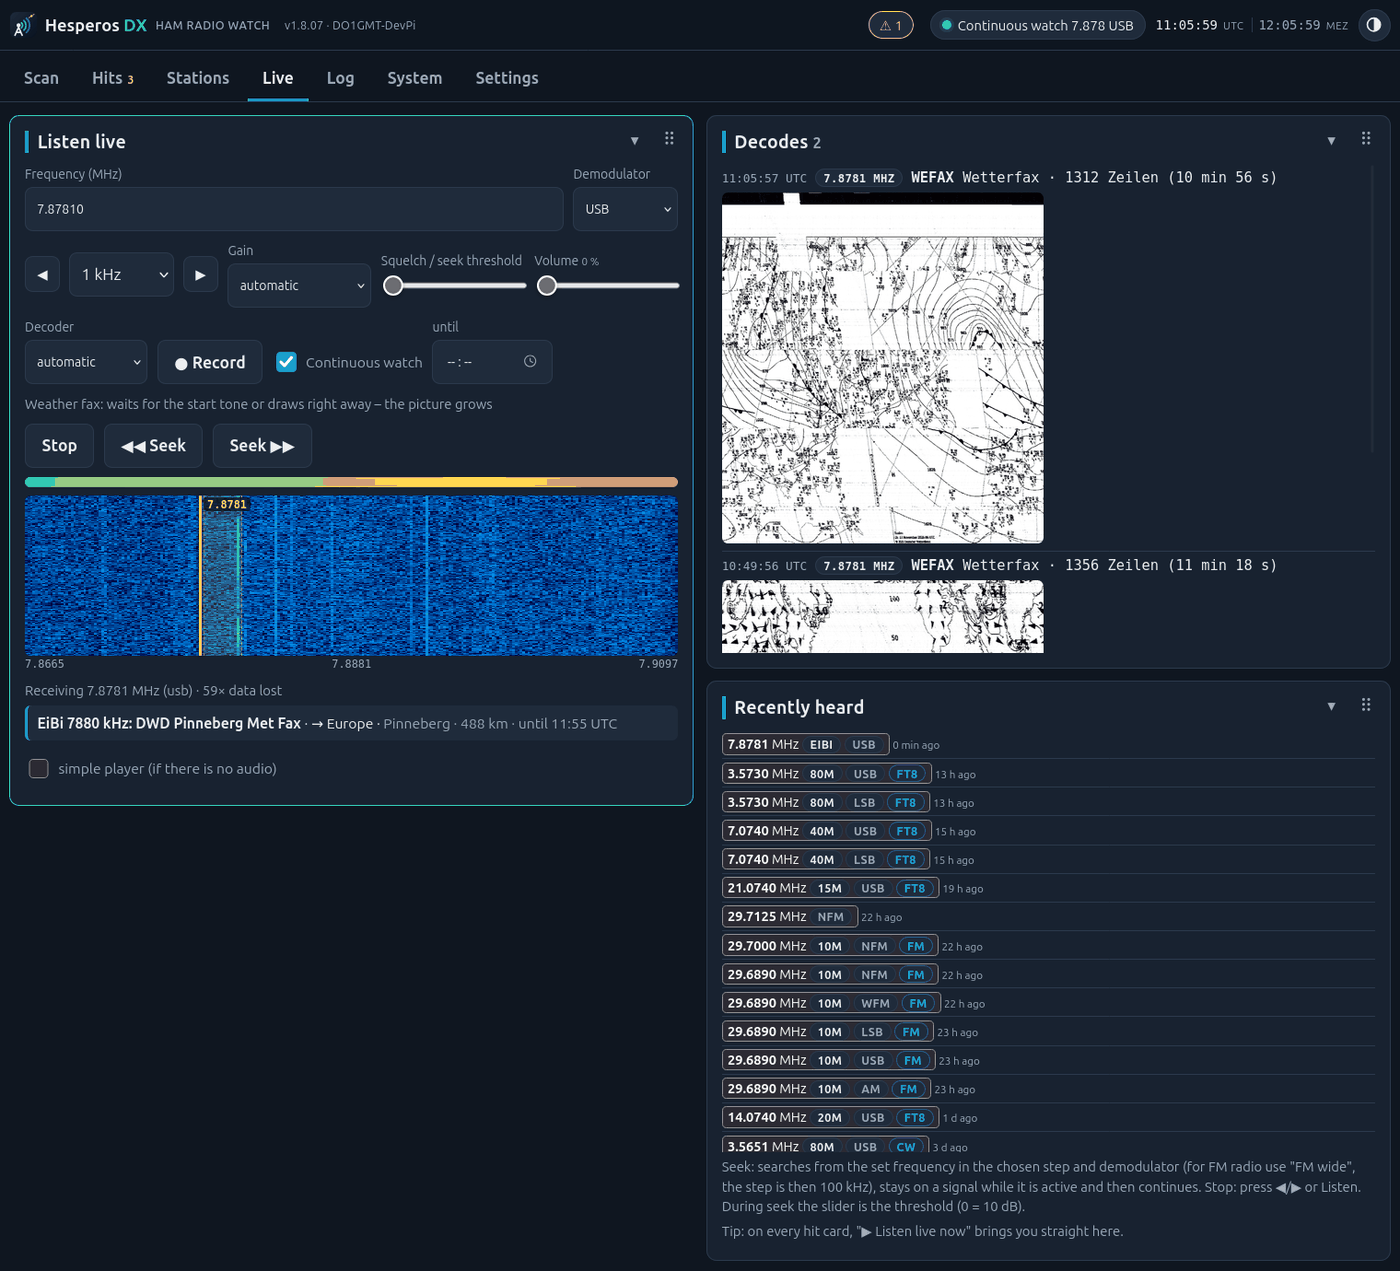 Hesperos DX HAM RADIO WATCH v1.8.07 · DO1GMT-DevPi
⚠ 1
Continuous watch 7.878 USB
11:05:59 UTC
12:05:59 MEZ
Scan
Hits 3
Stations
Live
Log
System
Settings
Listen live
Frequency (MHz)
Demodulator
7.87810
USB
◀
1 kHz
▶
Gain
automatic
Squelch / seek threshold
Volume 0 %
Decoder
automatic
● Record
Continuous watch
until
--:--
Weather fax: waits for the start tone or draws right away – the picture grows
Stop
◀◀ Seek
Seek ▶▶
7.8781
7.8665 7.8881 7.9097
Receiving 7.8781 MHz (usb) · 59× data lost
EiBi 7880 kHz: DWD Pinneberg Met Fax · → Europe · Pinneberg · 488 km · until 11:55 UTC
simple player (if there is no audio)
Decodes 2
11:05:57 UTC 7.8781 MHZ WEFAX Wetterfax · 1312 Zeilen (10 min 56 s)
10:49:56 UTC 7.8781 MHZ WEFAX Wetterfax · 1356 Zeilen (11 min 18 s)
100
50
Recently heard
7.8781 MHz EIBI USB 0 min ago
3.5730 MHz 80M USB FT8 13 h ago
3.5730 MHz 80M LSB FT8 13 h ago
7.0740 MHz 40M USB FT8 15 h ago
7.0740 MHz 40M LSB FT8 15 h ago
21.0740 MHz 15M USB FT8 19 h ago
29.7125 MHz NFM 22 h ago
29.7000 MHz 10M NFM FM 22 h ago
29.6890 MHz 10M NFM FM 22 h ago
29.6890 MHz 10M WFM FM 22 h ago
29.6890 MHz 10M LSB FM 23 h ago
29.6890 MHz 10M USB FM 23 h ago
29.6890 MHz 10M AM FM 23 h ago
14.0740 MHz 20M USB FT8 1 d ago
3.5651 MHz 80M USB CW 3 d ago
Seek: searches from the set frequency in the chosen step and demodulator (for FM radio use "FM wide",
the step is then 100 kHz), stays on a signal while it is active and then continues. Stop: press ◀/▶ or Listen.
During seek the slider is the threshold (0 = 10 dB).
Tip: on every hit card, "▶ Listen live now" brings you straight here.